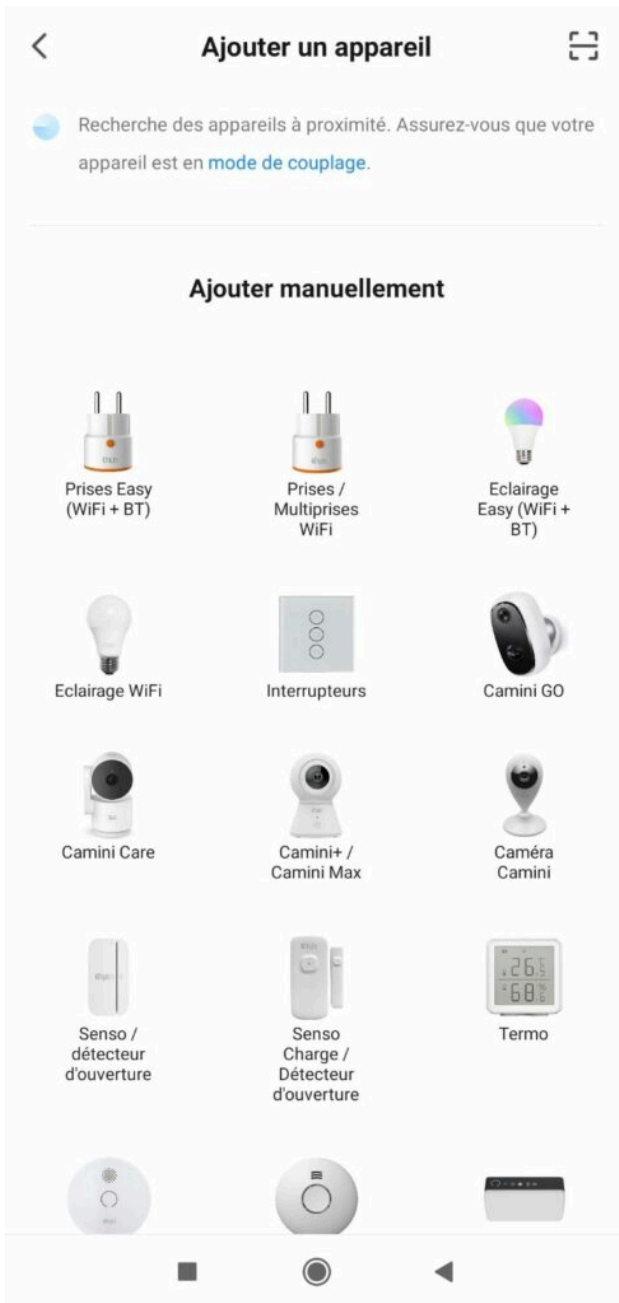 Ajouter un appareil
Recherche des appareils à proximité. Assurez-vous que votre
appareil est en mode de couplage.
Ajouter manuellement
Prises Easy
(WiFi + BT)
Prises /
Multiprises
WiFi
Eclairage
Easy (WiFi +
BT)
Eclairage WiFi
Interrupteurs
Camini GO
Camini Care
Camini+ /
Camini Max
Caméra
Camini
Senso /
détecteur
d'ouverture
Senso
Charge /
Détecteur
d'ouverture
26.
68
Termo